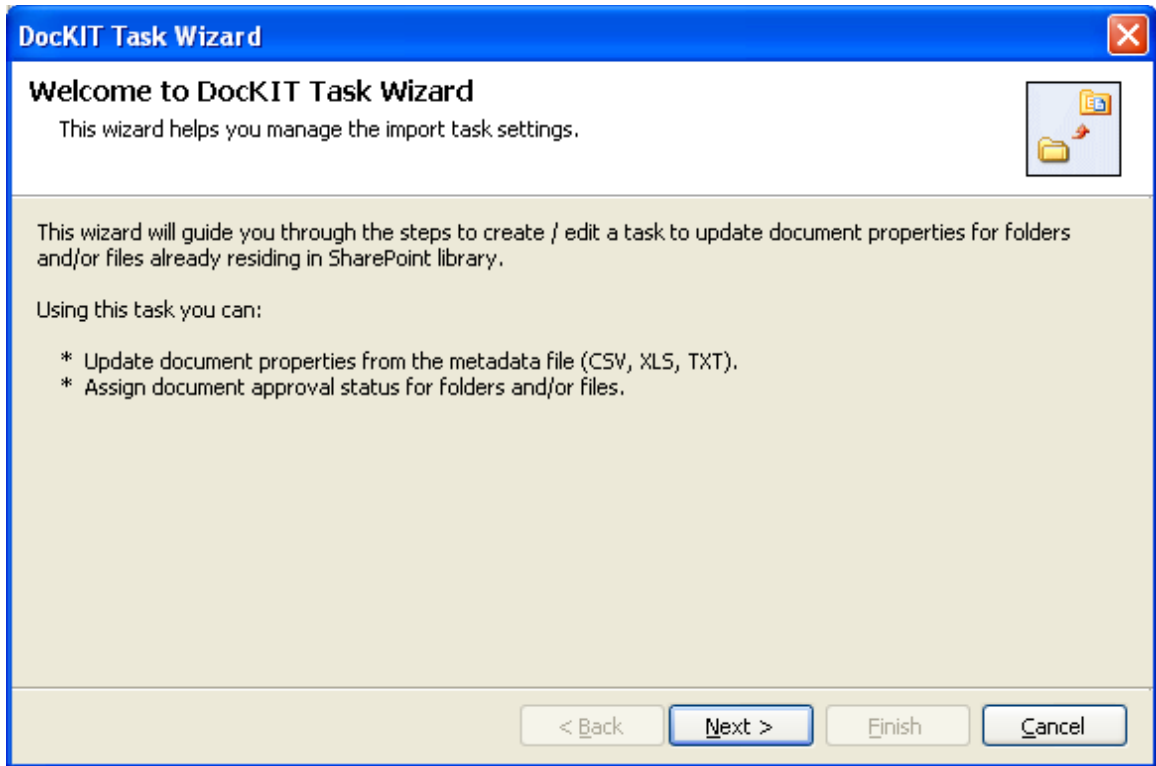 DocKIT Task Wizard
Welcome to DocKIT Task Wizard
This wizard helps you manage the import task settings.
This wizard will guide you through the steps to create / edit a task to update document properties for folders
and/or files already residing in SharePoint library.
Using this task you can:
* Update document properties from the metadata file (CSV, XLS, TXT).
* Assign document approval status for folders and/or files.
< Back Next > Finish Cancel